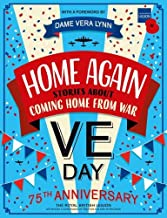 WITH A FOREWORD BY
DAME VERA LYNN
HOME AGAIN
STORIES ABOUT
COMING HOME FROM WAR
VE
DAY
75TH ANNIVERSARY
THE ROYAL BRITISH LEGION